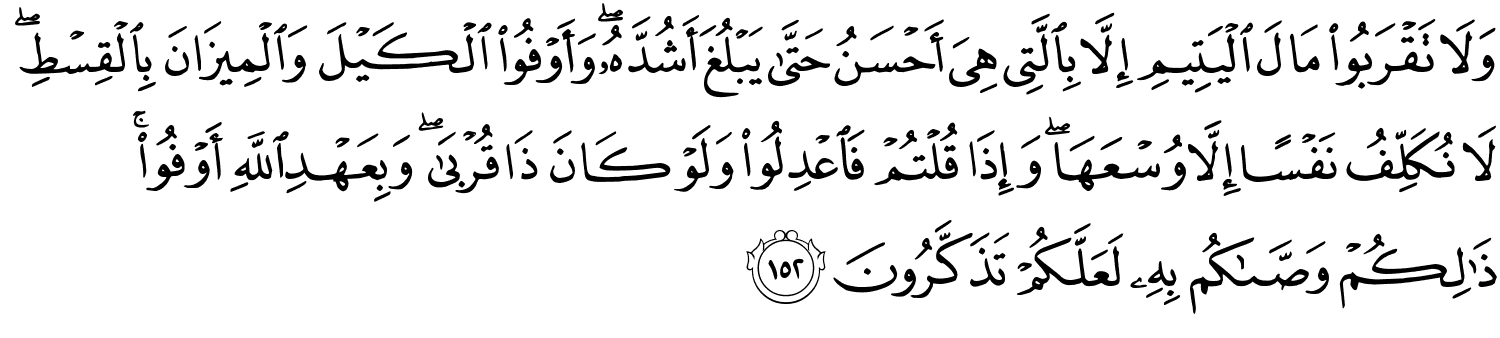 وَلَا تَقۡرَبُواْ مَالَ ٱلۡيَتِيمِ إِلَّا بِٱلَّتِي هِيَ أَحۡسَنُ حَتَّىٰ يَبۡلُغَ أَشُدَّهُۥۖ وَأَوۡفُواْ ٱلۡكَيۡلَ وَٱلۡمِيزَانَ بِٱلۡقِسۡطِۖ
لَا نُكَلِّفُ نَفۡسًا إِلَّا وُسۡعَهَاۖ وَإِذَا قُلۡتُمۡ فَٱعۡدِلُواْ وَلَوۡ كَانَ ذَا قُرۡبَىٰۖ وَبِعَهۡدِ ٱللَّهِ أَوۡفُواْۚ
ذَٰلِكُمۡ وَصَّىٰكُم بِهِۦ لَعَلَّكُمۡ تَذَكَّرُونَ ١٥٢